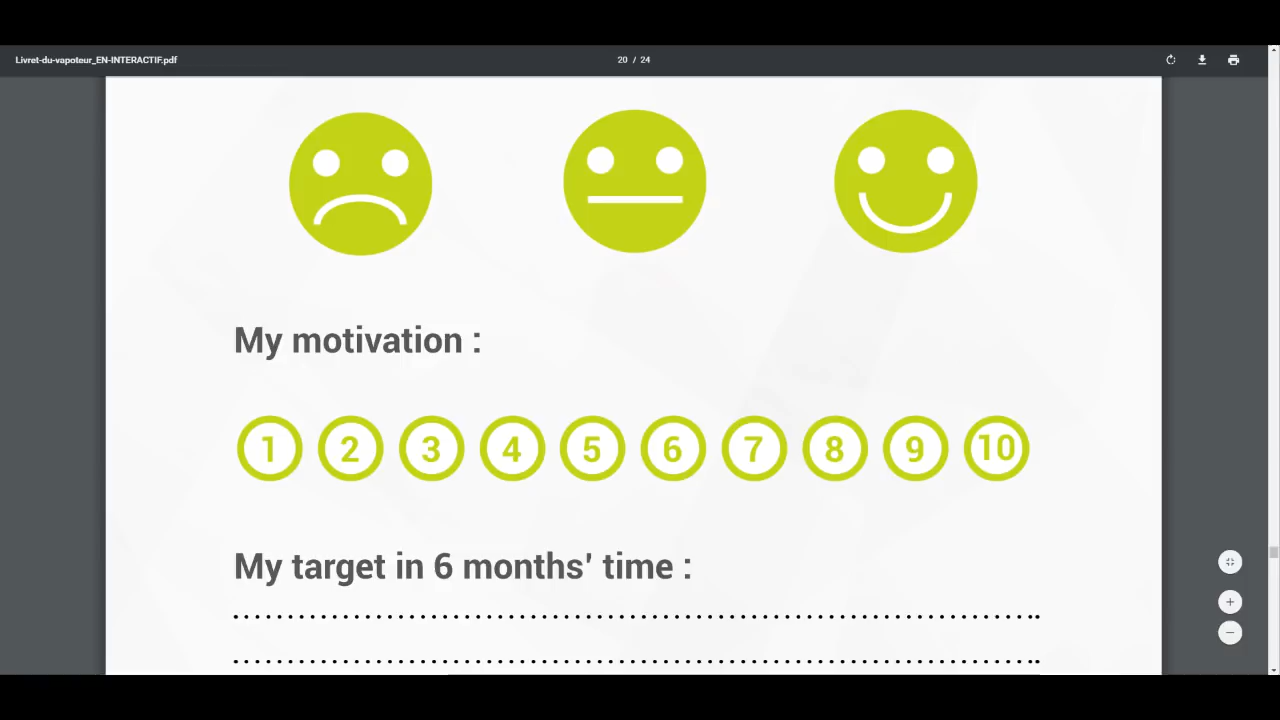 Livret-du-vapoteur_EN-INTERACTIF.pdf 20 / 24
My motivation :
1 2 3 4 5 6 7 8 9 10
My target in 6 months’ time :